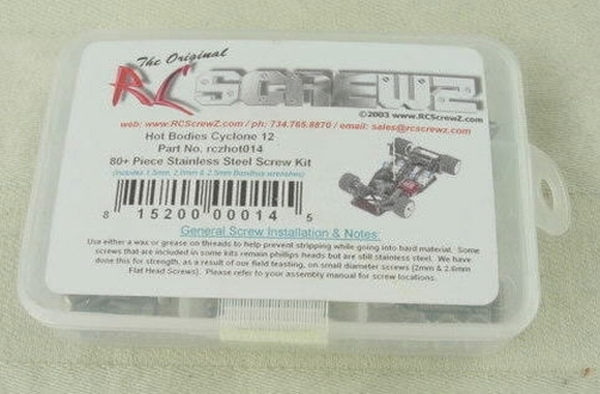 The Original
RC SCREWZ
©2003 www.RCScrewZ.com
web: www.RCScrewZ.com / ph: 734.765.9870 / email: sales@rcscrewz.com
Hot Bodies Cyclone 12
Part No. rczhot014
80+ Piece Stainless Steel Screw Kit
(Includes 1.5mm, 2.0mm & 2.5mm Bondhus wrenches)
8 15200 00014 5
General Screw Installation & Notes:
Use either a wax or grease on threads to help prevent stripping while going into hard material. Some
screws that are included in some kits remain phillips heads but are still stainless steel. We have
done this for strength, as a result of our field teasting, on small diameter screws (2mm & 2.6mm
Flat Head Screws). Please refer to your assembly manual for screw locations.